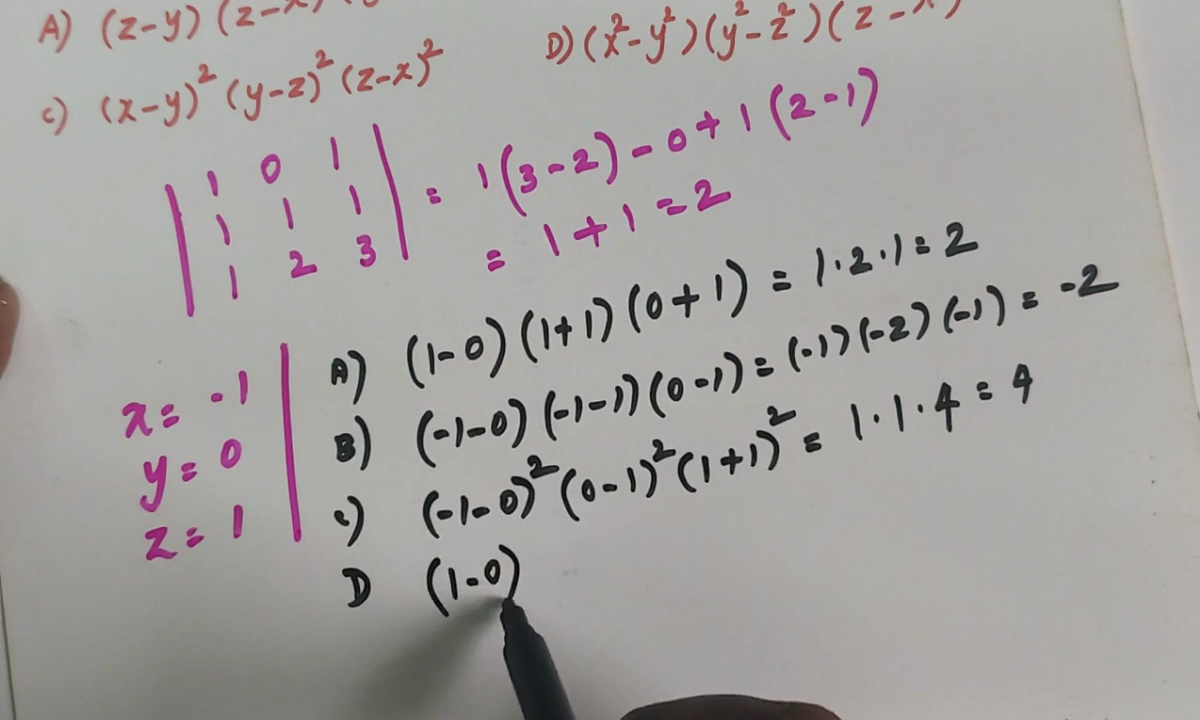 A) (z-y) (z-x)
D) (x²-y²) (y²-z²) (z-x)
C) (x-y)² (y-z)² (z-x)²
| 1 0 1 | = 1(3-2) - 0 + 1(2-1)
| 1 1 1 |
| 1 2 3 | = 1 + 1 = 2
A) (1-0) (1+1) (0+1) = 1·2·1 = 2
x = -1 B) (-1-0) (-1-1) (0-1) = (-1) (-2) (-1) = -2
y = 0 c) (-1-0)² (0-1)² (1+1)² = 1·1·4 = 4
z = 1 D (1-0)